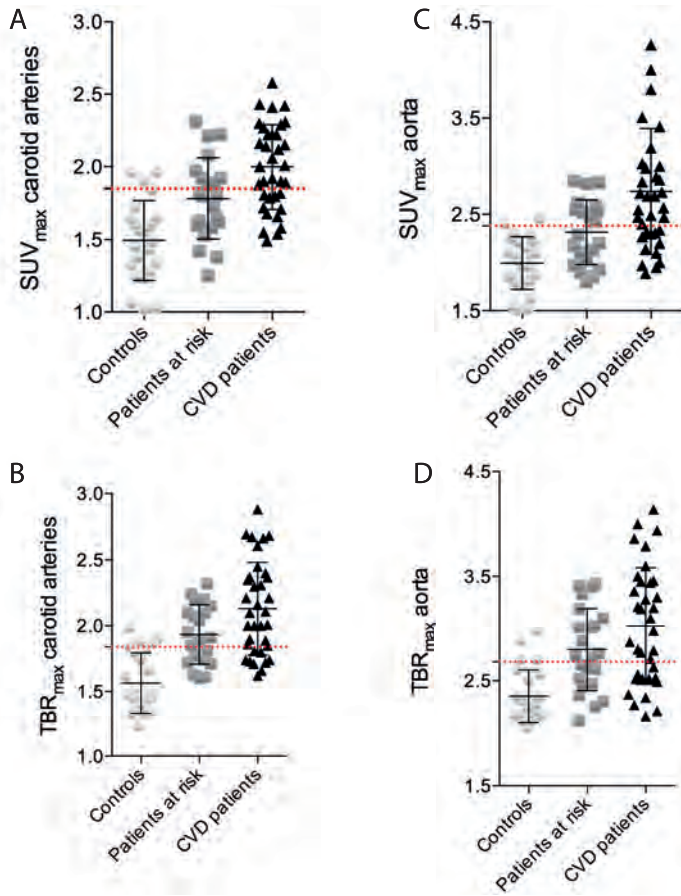 A
SUVmax carotid arteries
3.0
2.5
2.0
1.5
1.0
Controls
Patients at risk
CVD patients
C
SUVmax aorta
4.5
3.5
2.5
1.5
Controls
Patients at risk
CVD patients
B
TBRmax carotid arteries
3.0
2.5
2.0
1.5
1.0
Controls
Patients at risk
CVD patients
D
TBRmax aorta
4.5
3.5
2.5
1.5
Controls
Patients at risk
CVD patients